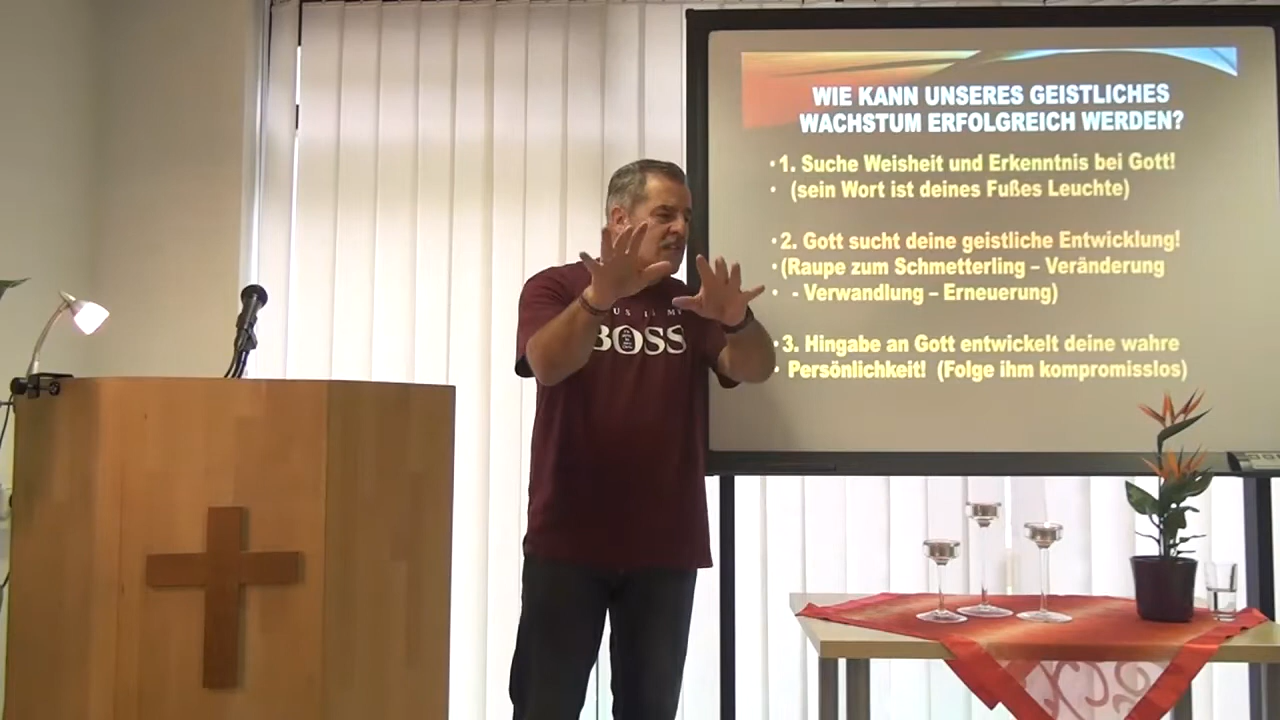 WIE KANN UNSERES GEISTLICHES
WACHSTUM ERFOLGREICH WERDEN?
•1. Suche Weisheit und Erkenntnis bei Gott!
• (sein Wort ist deines Fußes Leuchte)
•2. Gott sucht deine geistliche Entwicklung!
•(Raupe zum Schmetterling – Veränderung
• - Verwandlung – Erneuerung)
•3. Hingabe an Gott entwickelt deine wahre
• Persönlichkeit! (Folge ihm kompromisslos)
BOSS